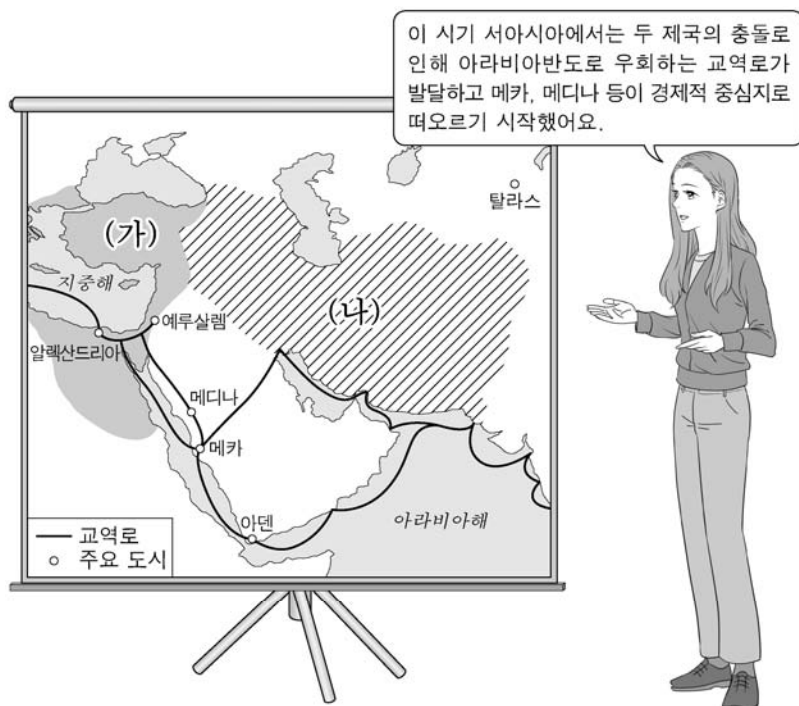 이 시기 서아시아에서는 두 제국의 충돌로
인해 아라비아반도로 우회하는 교역로가
발달하고 메카, 메디나 등이 경제적 중심지로
떠오르기 시작했어요.
탈라스
(가)
지중해
(나)
예루살렘
알렉산드리아
메디나
메카
아덴
아라비아해
교역로
주요 도시